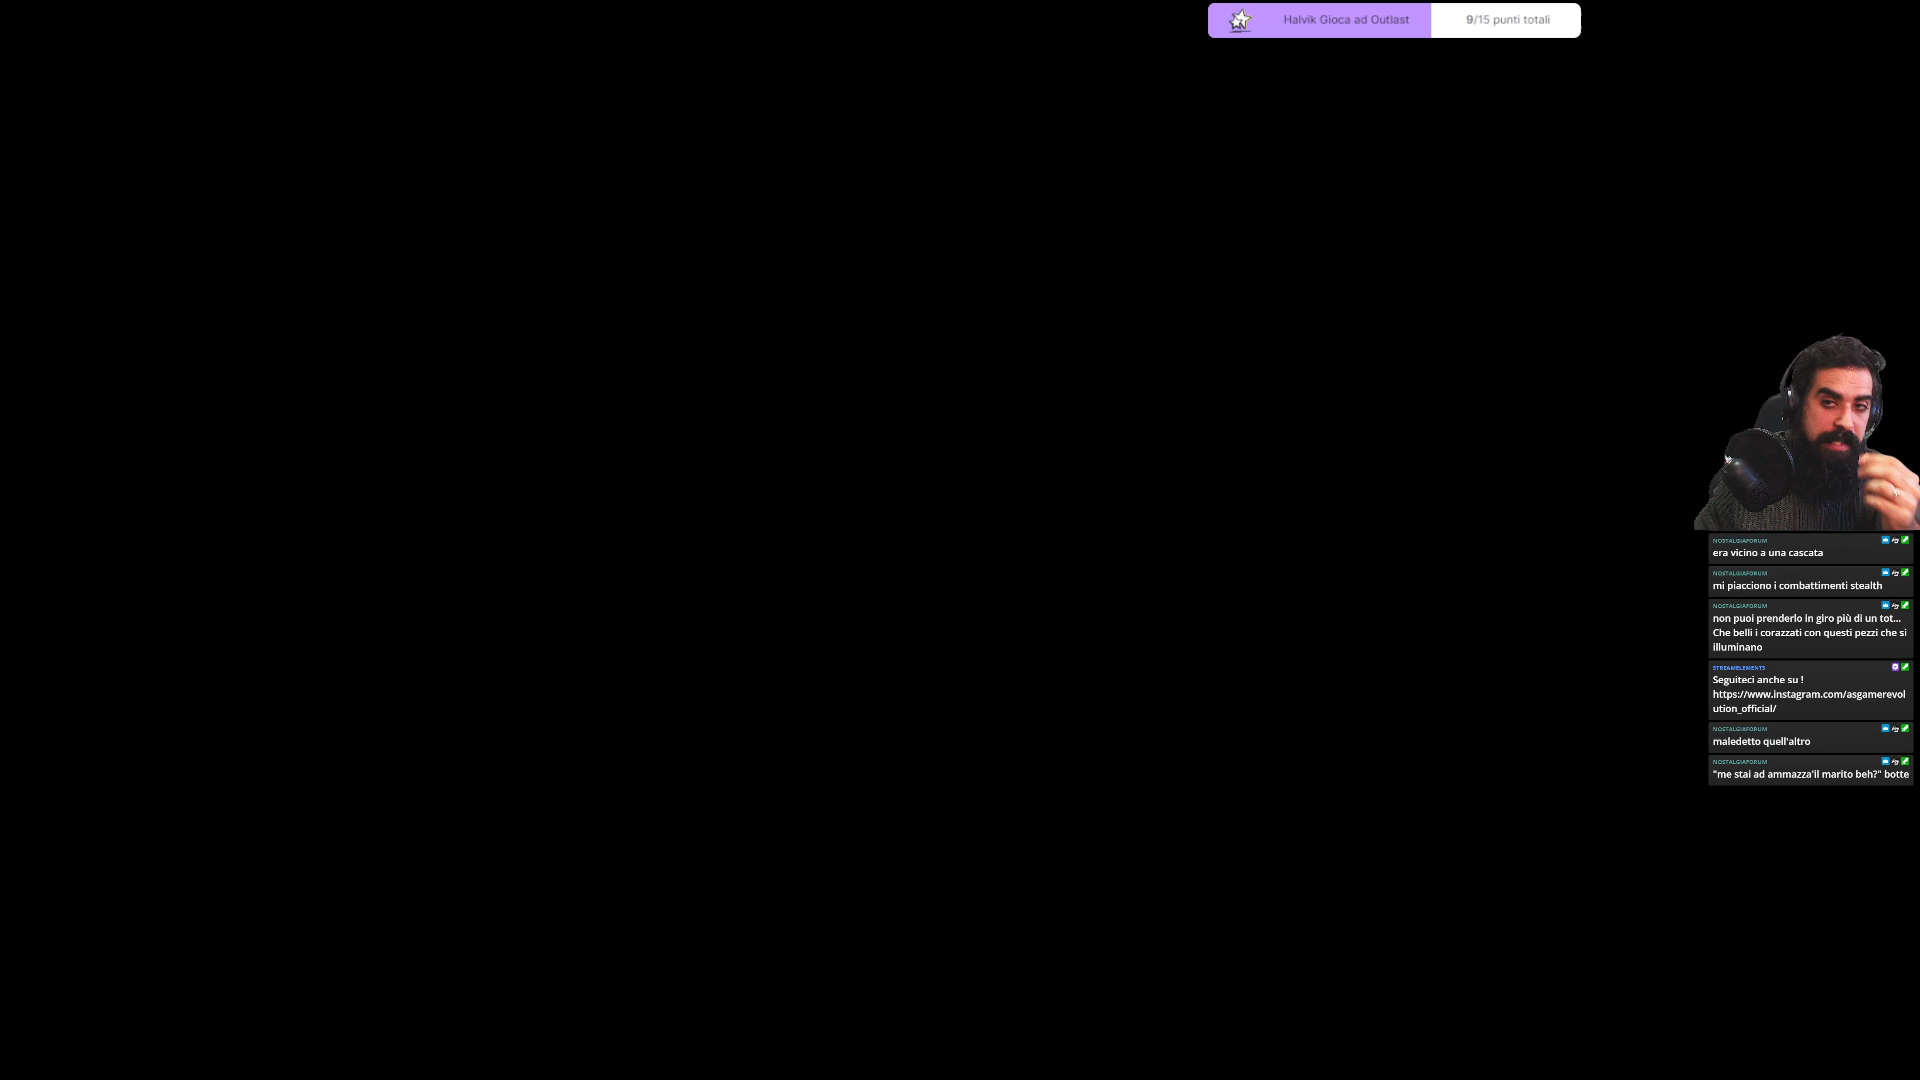 Halvik Gioca ad Outlast
9/15 punti totali
NOSTALGIAFORUM
era vicino a una cascata
NOSTALGIAFORUM
mi piacciono i combattimenti stealth
NOSTALGIAFORUM
non puoi prenderlo in giro più di un tot...
Che belli i corazzati con questi pezzi che si
illuminano
STREAMELEMENTS
Seguiteci anche su !
https://www.instagram.com/asgamerevol
ution_official/
NOSTALGIAFORUM
maledetto quell'altro
NOSTALGIAFORUM
"me stai ad ammazza'il marito beh?" botte